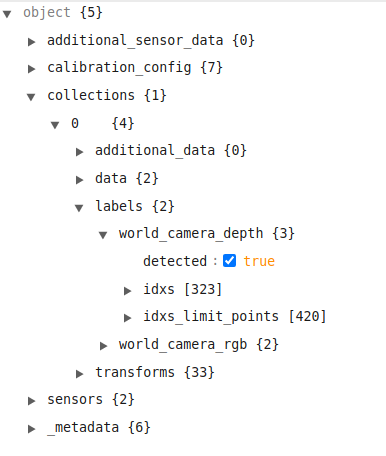 object {5}
additional_sensor_data {0}
calibration_config {7}
collections {1}
0 {4}
additional_data {0}
data {2}
labels {2}
world_camera_depth {3}
detected : true
idxs [323]
idxs_limit_points [420]
world_camera_rgb {2}
transforms {33}
sensors {2}
_metadata {6}